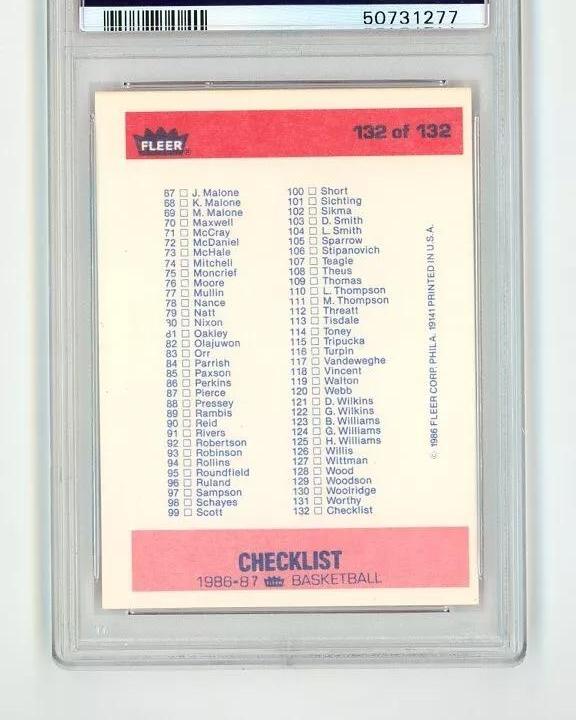 50731277
FLEER
132 of 132
67 □ J. Malone
68 □ K. Malone
69 □ M. Malone
70 □ Maxwell
71 □ McCray
72 □ McDaniel
73 □ McHale
74 □ Mitchell
75 □ Moncrief
76 □ Moore
77 □ Mullin
78 □ Nance
79 □ Natt
80 □ Nixon
81 □ Oakley
82 □ Olajuwon
83 □ Orr
84 □ Parrish
85 □ Paxson
86 □ Perkins
87 □ Pierce
88 □ Pressey
89 □ Rambis
90 □ Reid
91 □ Rivers
92 □ Robertson
93 □ Robinson
94 □ Rollins
95 □ Roundfield
96 □ Ruland
97 □ Sampson
98 □ Schayes
99 □ Scott
100 □ Short
101 □ Sichting
102 □ Sikma
103 □ D. Smith
104 □ L. Smith
105 □ Sparrow
106 □ Stipanovich
107 □ Teagle
108 □ Theus
109 □ Thomas
110 □ L. Thompson
111 □ M. Thompson
112 □ Threatt
113 □ Tisdale
114 □ Toney
115 □ Tripucka
116 □ Turpin
117 □ Vandeweghe
118 □ Vincent
119 □ Walton
120 □ Webb
121 □ D. Wilkins
122 □ G. Wilkins
123 □ B. Williams
124 □ G. Williams
125 □ H. Williams
126 □ Willis
127 □ Wittman
128 □ Wood
129 □ Woodson
130 □ Woolridge
131 □ Worthy
132 □ Checklist
© 1986 FLEER CORP. PHILA. 19141 PRINTED IN U.S.A.
CHECKLIST
1986-87 FLEER BASKETBALL